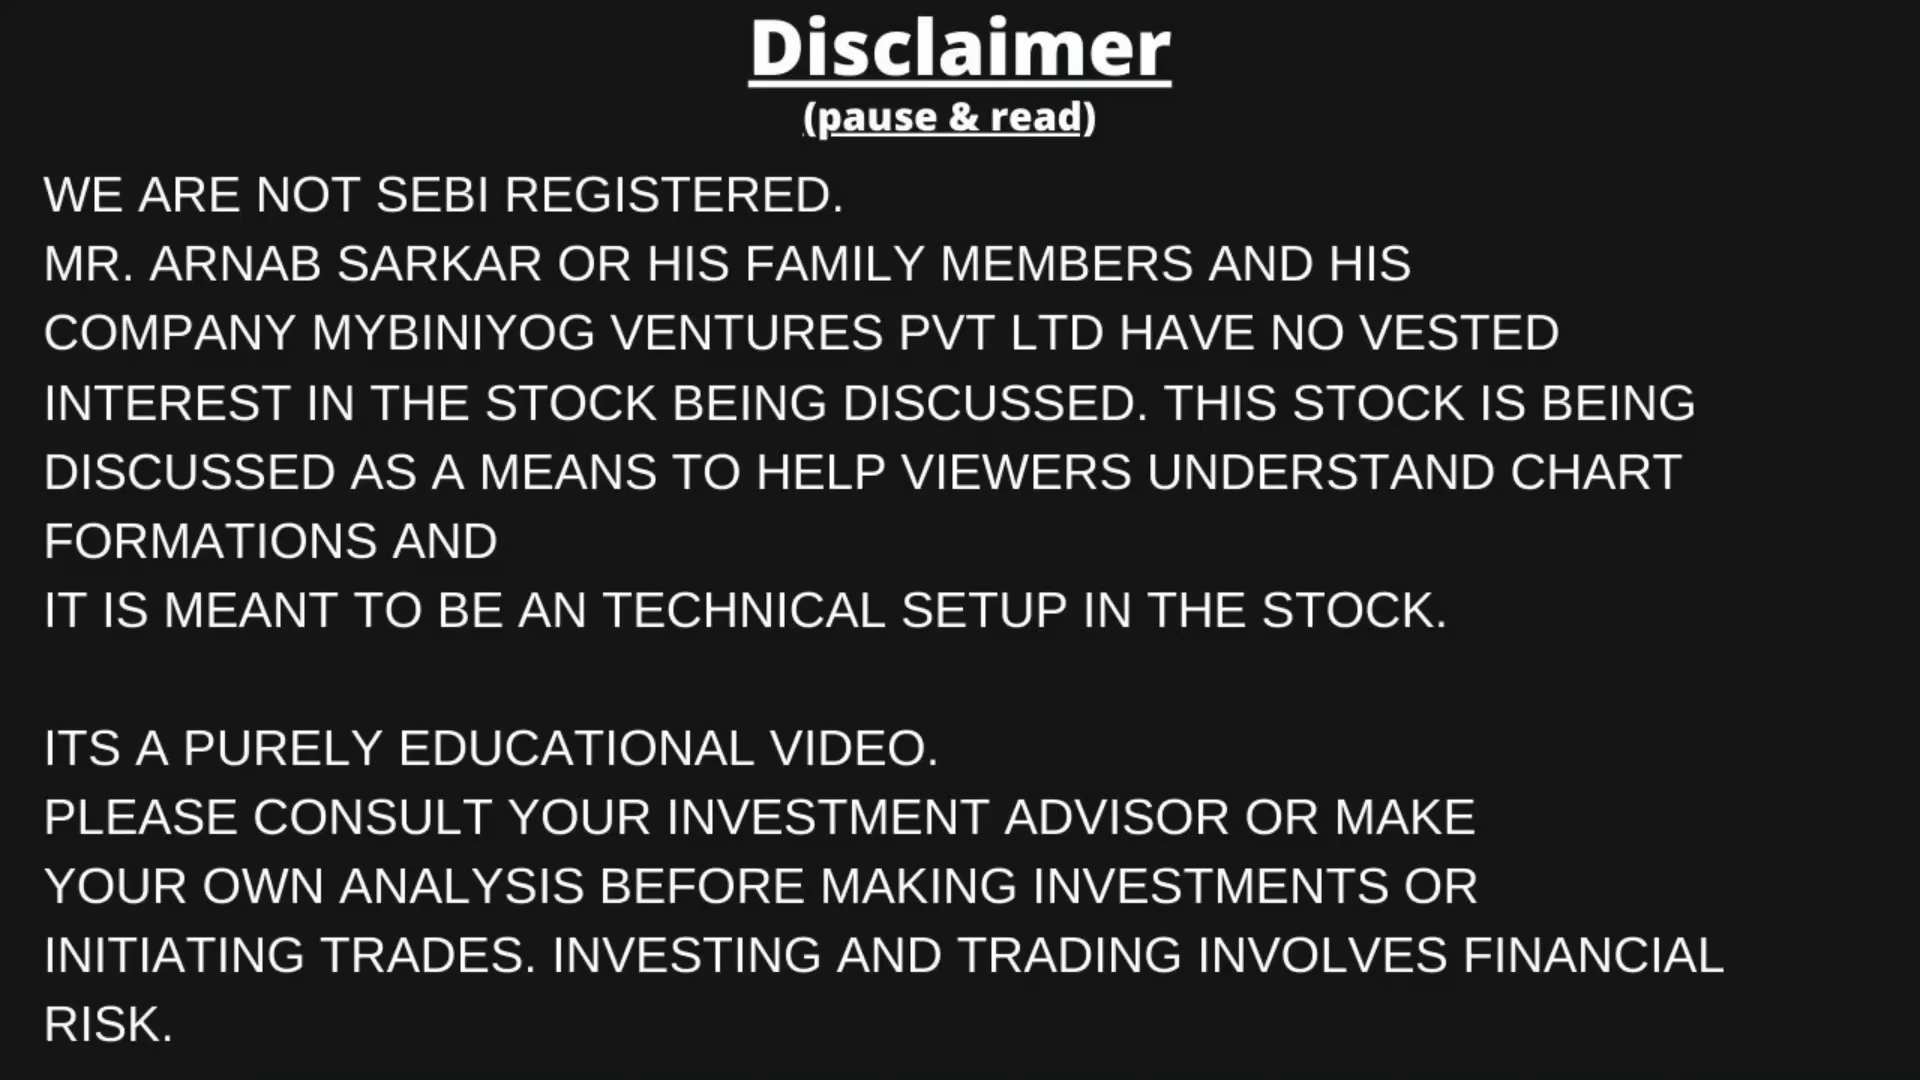 Disclaimer
(pause & read)
WE ARE NOT SEBI REGISTERED.
MR. ARNAB SARKAR OR HIS FAMILY MEMBERS AND HIS
COMPANY MYBINIYOG VENTURES PVT LTD HAVE NO VESTED
INTEREST IN THE STOCK BEING DISCUSSED. THIS STOCK IS BEING
DISCUSSED AS A MEANS TO HELP VIEWERS UNDERSTAND CHART
FORMATIONS AND
IT IS MEANT TO BE AN TECHNICAL SETUP IN THE STOCK.
ITS A PURELY EDUCATIONAL VIDEO.
PLEASE CONSULT YOUR INVESTMENT ADVISOR OR MAKE
YOUR OWN ANALYSIS BEFORE MAKING INVESTMENTS OR
INITIATING TRADES. INVESTING AND TRADING INVOLVES FINANCIAL
RISK.